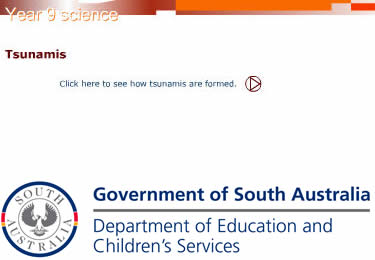 Year 9 science
Tsunamis
Click here to see how tsunamis are formed.
SOUTH
AUSTRALIA
Government of South Australia
Department of Education and
Children's Services